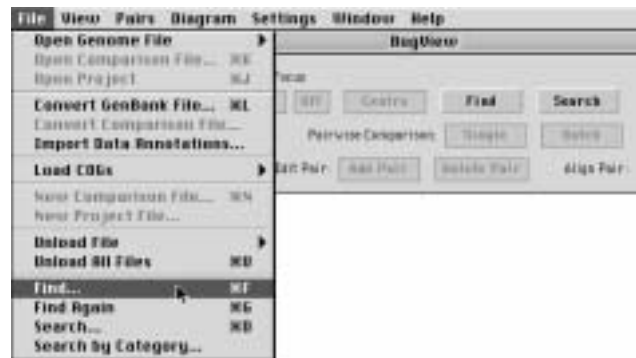 File View Pairs Diagram Settings Window Help
Open Genome File
Open Comparison File... ⌘K
Open Project ⌘J
Convert GenBank File... ⌘L
Convert Comparison File...
Import Data Annotations...
Load COGs
New Comparison File... ⌘N
New Project File...
Unload File
Unload All Files ⌘U
Find... ⌘F
Find Again ⌘G
Search...
Search by Category...
BugView
Focus
Off Centre Find Search
Pairwise Comparison: Single Batch
Edit Pair: Add Pair Delete Pair Align Pair: